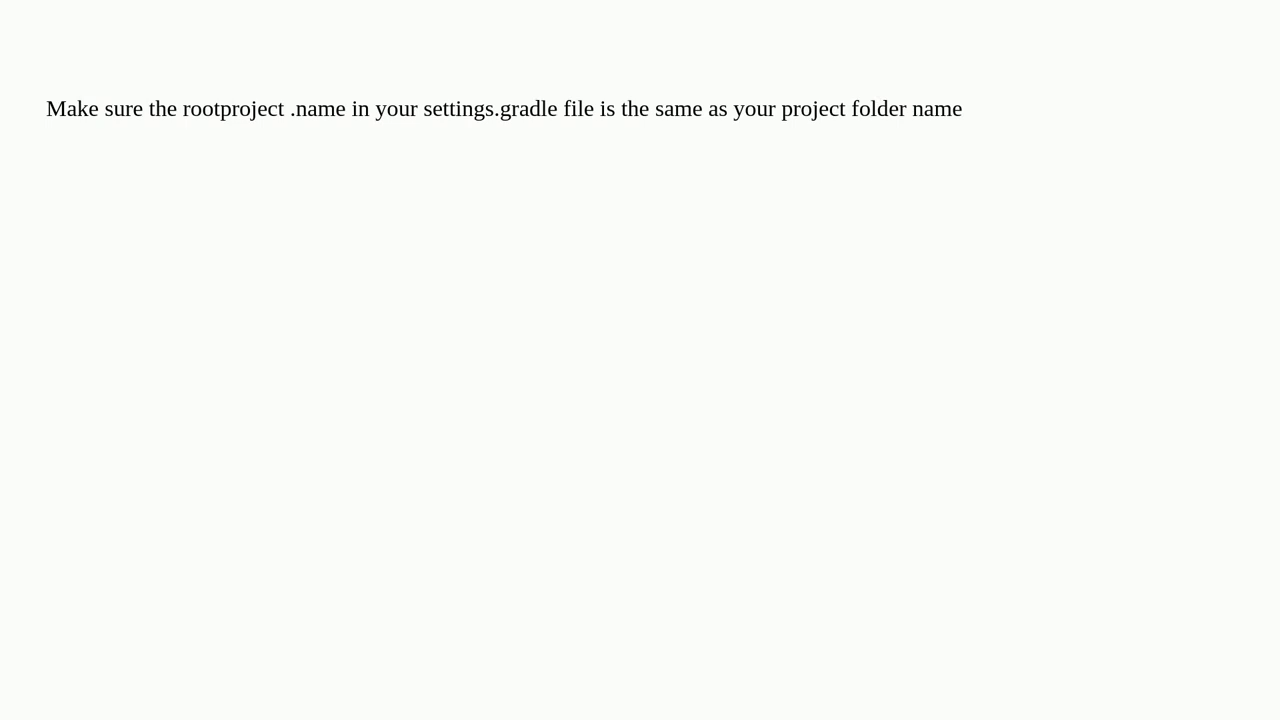 Make sure the rootproject .name in your settings.gradle file is the same as your project folder name